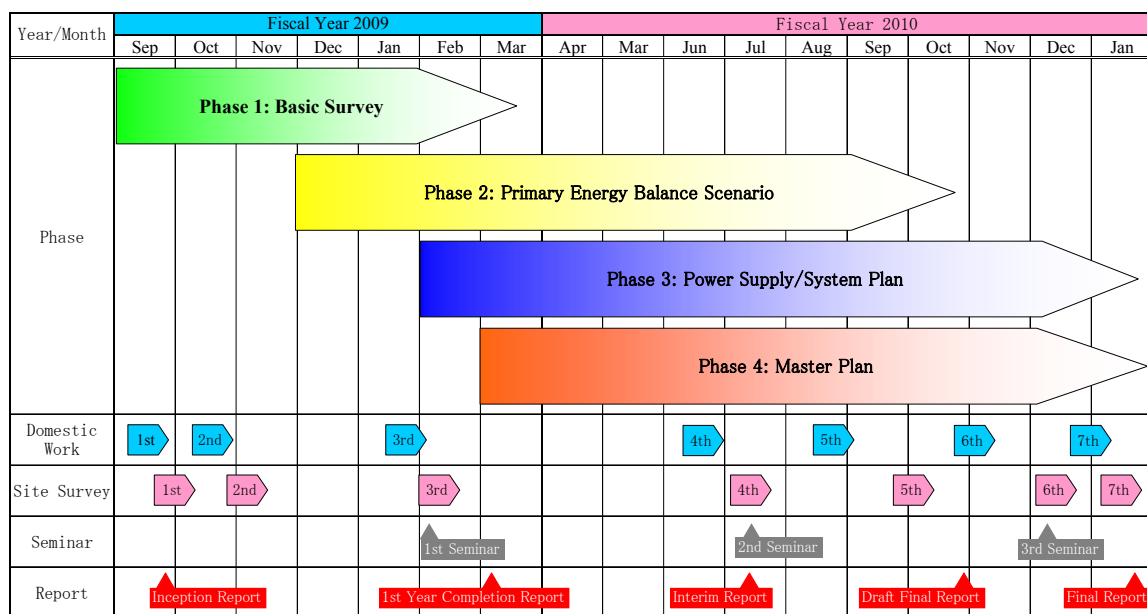 Year/Month
Fiscal Year 2009
Fiscal Year 2010
Sep Oct Nov Dec Jan Feb Mar Apr Mar Jun Jul Aug Sep Oct Nov Dec Jan
Phase
Phase 1: Basic Survey
Phase 2: Primary Energy Balance Scenario
Phase 3: Power Supply/System Plan
Phase 4: Master Plan
Domestic
Work
1st 2nd 3rd 4th 5th 6th 7th
Site Survey
1st 2nd 3rd 4th 5th 6th 7th
Seminar
1st Seminar 2nd Seminar 3rd Seminar
Report
Inception Report 1st Year Completion Report Interim Report Draft Final Report Final Report